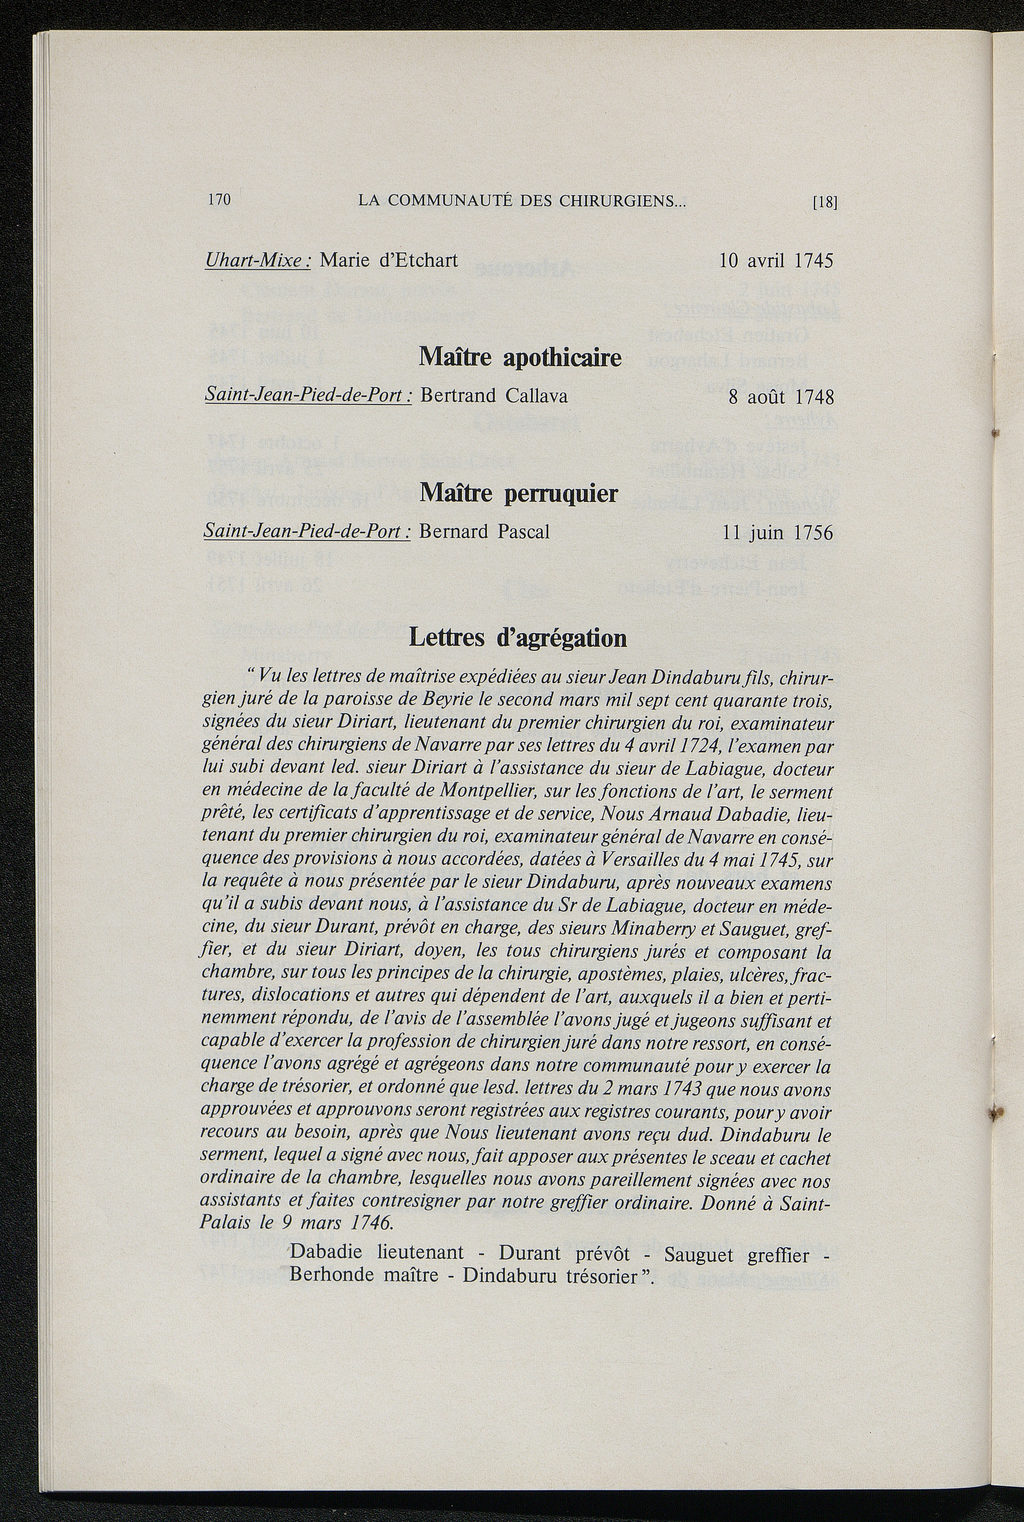 170 LA COMMUNAUTÉ DES CHIRURGIENS... [18]
Uhart-Mixe : Marie d'Etchart 10 avril 1745
Maître apothicaire
Saint-Jean-Pied-de-Port : Bertrand Callava 8 août 1748
Maître perruquier
Saint-Jean-Pied-de-Port : Bernard Pascal 11 juin 1756
Lettres d'agrégation
“ Vu les lettres de maîtrise expédiées au sieur Jean Dindaburu fils, chirur-
gien juré de la paroisse de Beyrie le second mars mil sept cent quarante trois,
signées du sieur Diriart, lieutenant du premier chirurgien du roi, examinateur
général des chirurgiens de Navarre par ses lettres du 4 avril 1724, l'examen par
lui subi devant led. sieur Diriart à l'assistance du sieur de Labiague, docteur
en médecine de la faculté de Montpellier, sur les fonctions de l'art, le serment
prêté, les certificats d'apprentissage et de service, Nous Arnaud Dabadie, lieu-
tenant du premier chirurgien du roi, examinateur général de Navarre en consé-
quence des provisions à nous accordées, datées à Versailles du 4 mai 1745, sur
la requête à nous présentée par le sieur Dindaburu, après nouveaux examens
qu'il a subis devant nous, à l'assistance du Sr de Labiague, docteur en méde-
cine, du sieur Durant, prévôt en charge, des sieurs Minaberry et Sauguet, gref-
fier, et du sieur Diriart, doyen, les tous chirurgiens jurés et composant la
chambre, sur tous les principes de la chirurgie, apostèmes, plaies, ulcères, frac-
tures, dislocations et autres qui dépendent de l'art, auxquels il a bien et perti-
nemment répondu, de l'avis de l'assemblée l'avons jugé et jugeons suffisant et
capable d'exercer la profession de chirurgien juré dans notre ressort, en consé-
quence l'avons agrégé et agrégeons dans notre communauté pour y exercer la
charge de trésorier, et ordonné que lesd. lettres du 2 mars 1743 que nous avons
approuvées et approuvons seront registrées aux registres courants, pour y avoir
recours au besoin, après que Nous lieutenant avons reçu dud. Dindaburu le
serment, lequel a signé avec nous, fait apposer aux présentes le sceau et cachet
ordinaire de la chambre, lesquelles nous avons pareillement signées avec nos
assistants et faites contresigner par notre greffier ordinaire. Donné à Saint-
Palais le 9 mars 1746.
Dabadie lieutenant - Durant prévôt - Sauguet greffier -
Berhonde maître - Dindaburu trésorier ”.